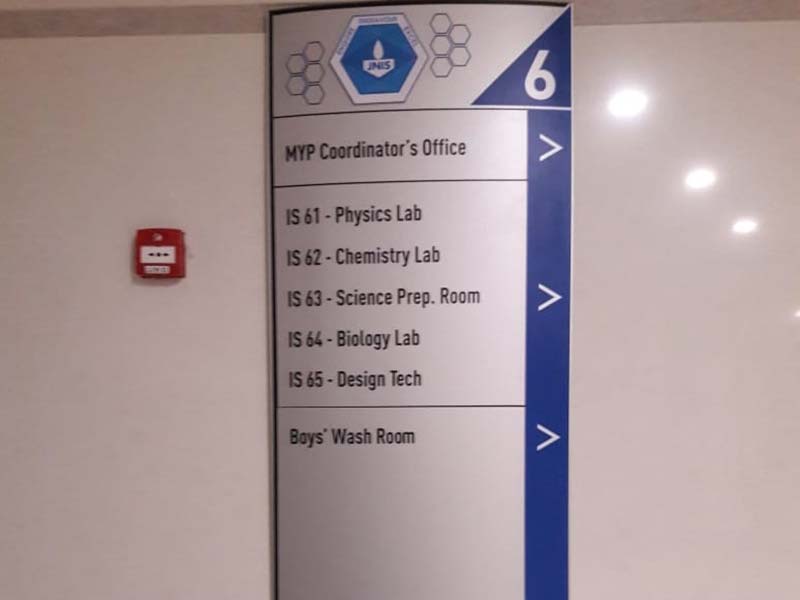 ENDEAVOUR
JNIS
6
MYP Coordinator's Office
IS 61 - Physics Lab
IS 62 - Chemistry Lab
IS 63 - Science Prep. Room
IS 64 - Biology Lab
IS 65 - Design Tech
Boys' Wash Room